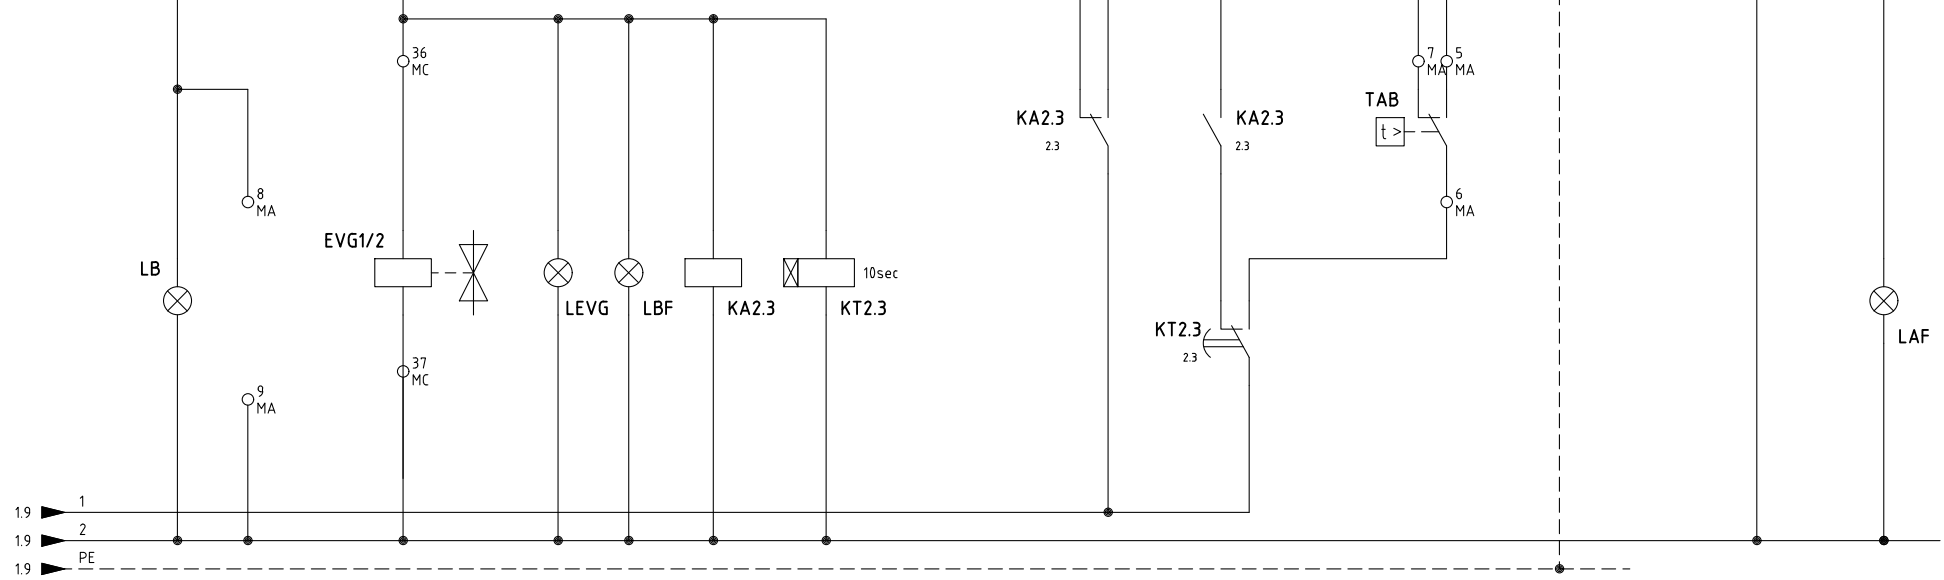 36
MC
7
MA
5
MA
TAB
t >
KA2.3
2.3
KA2.3
2.3
8
MA
6
MA
EVG1/2
LB
10sec
LEVG
LBF
KA2.3
KT2.3
KT2.3
2.3
LAF
37
MC
9
MA
1
1.9
2
1.9
PE
1.9